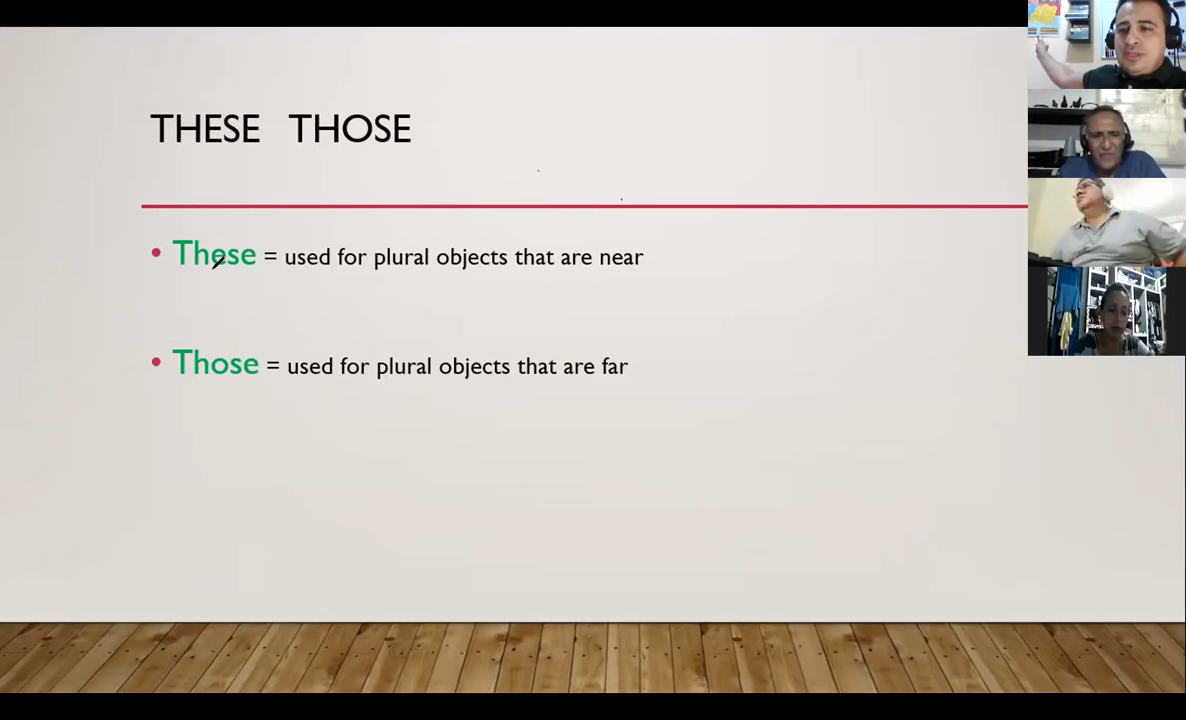 THESE THOSE
• These = used for plural objects that are near
• Those = used for plural objects that are far